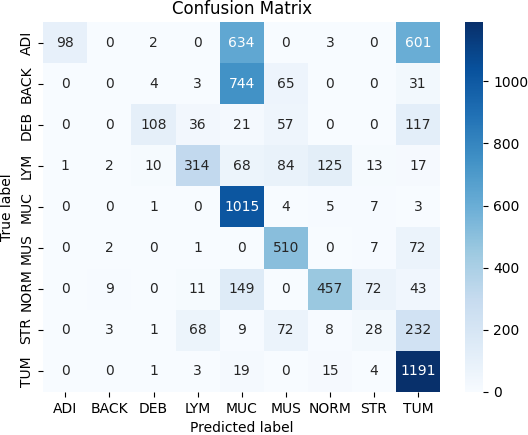 Confusion Matrix
True label
ADI 98 0 2 0 634 0 3 0 601
BACK 0 0 4 3 744 65 0 0 31
DEB 0 0 108 36 21 57 0 0 117
LYM 1 2 10 314 68 84 125 13 17
MUC 0 0 1 0 1015 4 5 7 3
MUS 0 2 0 1 0 510 0 7 72
NORM 0 9 0 11 149 0 457 72 43
STR 0 3 1 68 9 72 8 28 232
TUM 0 0 1 3 19 0 15 4 1191
ADI BACK DEB LYM MUC MUS NORM STR TUM
Predicted label
1000
800
600
400
200
0